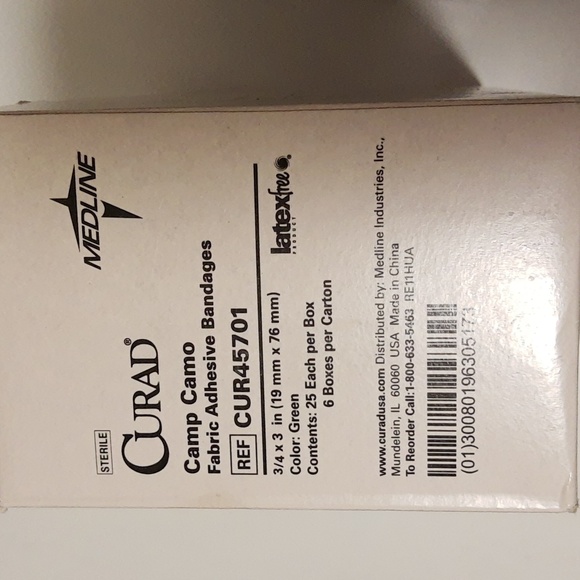 MEDLINE
STERILE
CURAD®
Camp Camo
Fabric Adhesive Bandages
REF CUR45701
3/4 x 3 in (19 mm x 76 mm)
Color: Green
Contents: 25 Each per Box
6 Boxes per Carton
latexfree
PRODUCT
www.curadusa.com Distributed by: Medline Industries, Inc.,
Mundelein, IL 60060 USA Made in China
To Reorder Call:1-800-633-5463 RE11HUA
(01)30080196305173